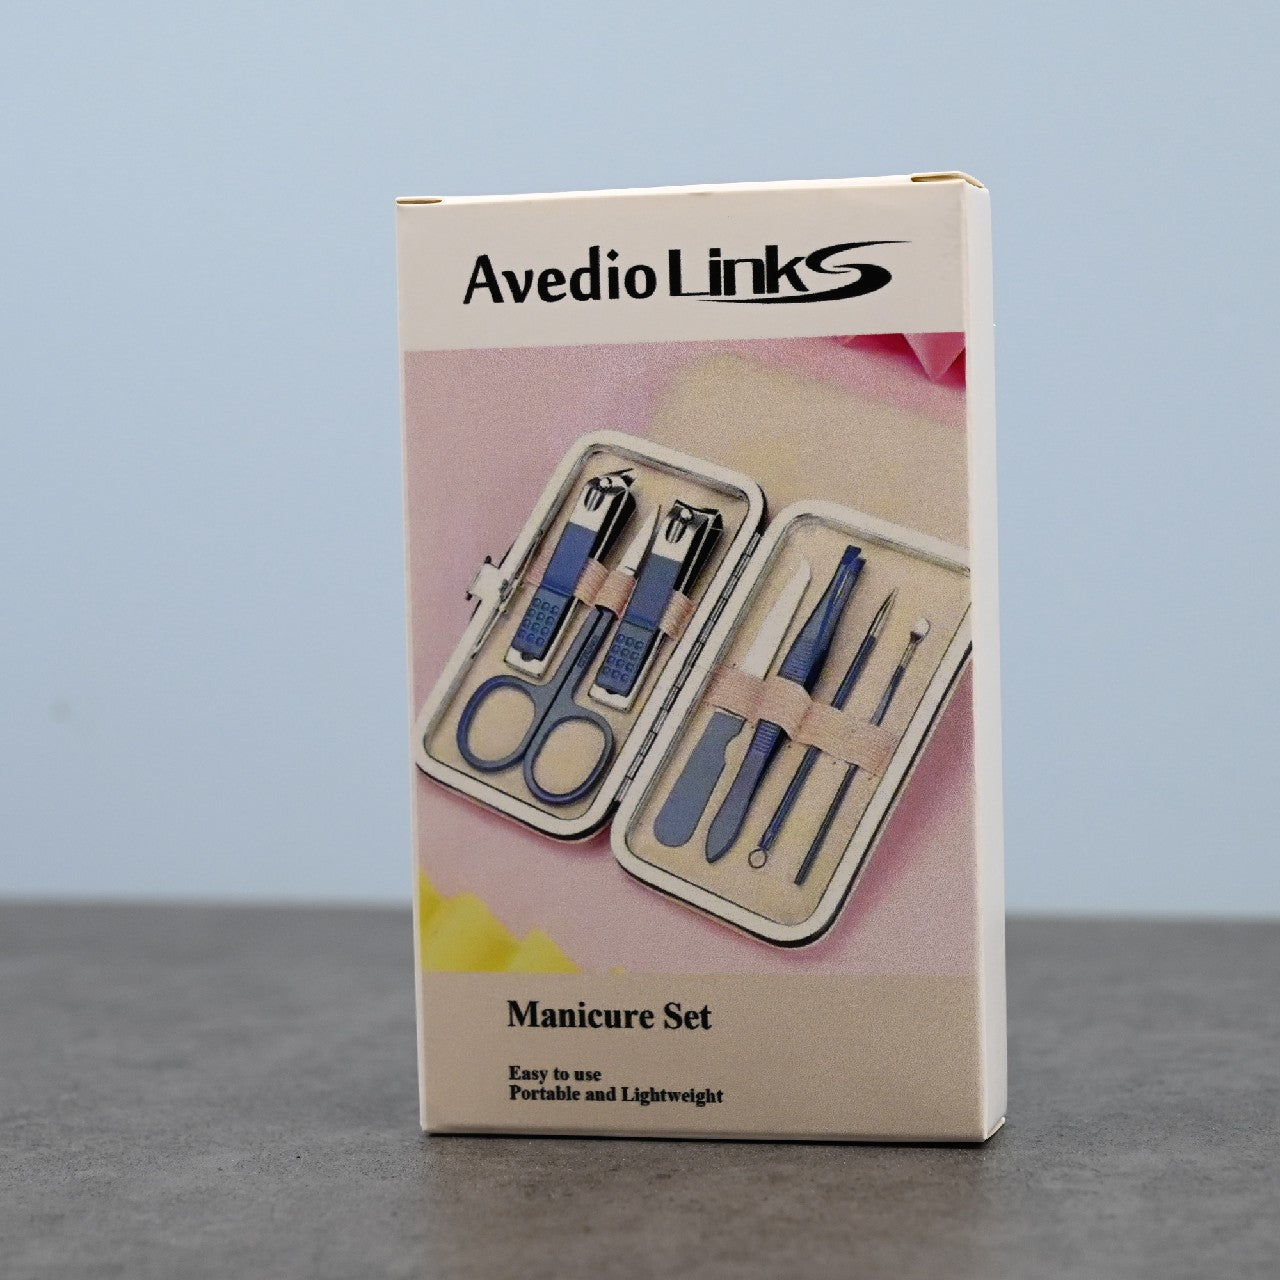 Avedio Links
Manicure Set
Easy to use
Portable and Lightweight